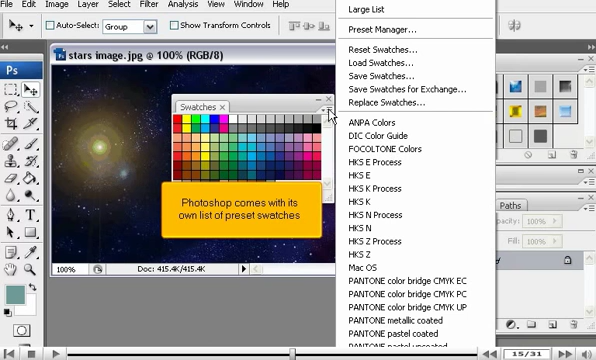 File Edit Image Layer Select Filter View Window Help
Auto-Select: Group Show Transform Controls
Ps
stars image.jpg @ 100% (RGB/8)
Swatches
Photoshop comes with its
own list of preset swatches
100% Doc: 415.4K/415.4K
Large List
Preset Manager...
Reset Swatches...
Load Swatches...
Save Swatches...
Save Swatches for Exchange...
Replace Swatches...
ANPA Colors
DIC Color Guide
FOCOLTONE Colors
HKS E Process
HKS E
HKS K Process
HKS K
HKS N Process
HKS N
HKS Z Process
HKS Z
Mac OS
PANTONE color bridge CMYK EC
PANTONE color bridge CMYK PC
PANTONE color bridge CMYK UP
PANTONE metallic coated
PANTONE pastel coated
PANTONE pastel uncoated
Paths
100%
Fill: 100%
15/31